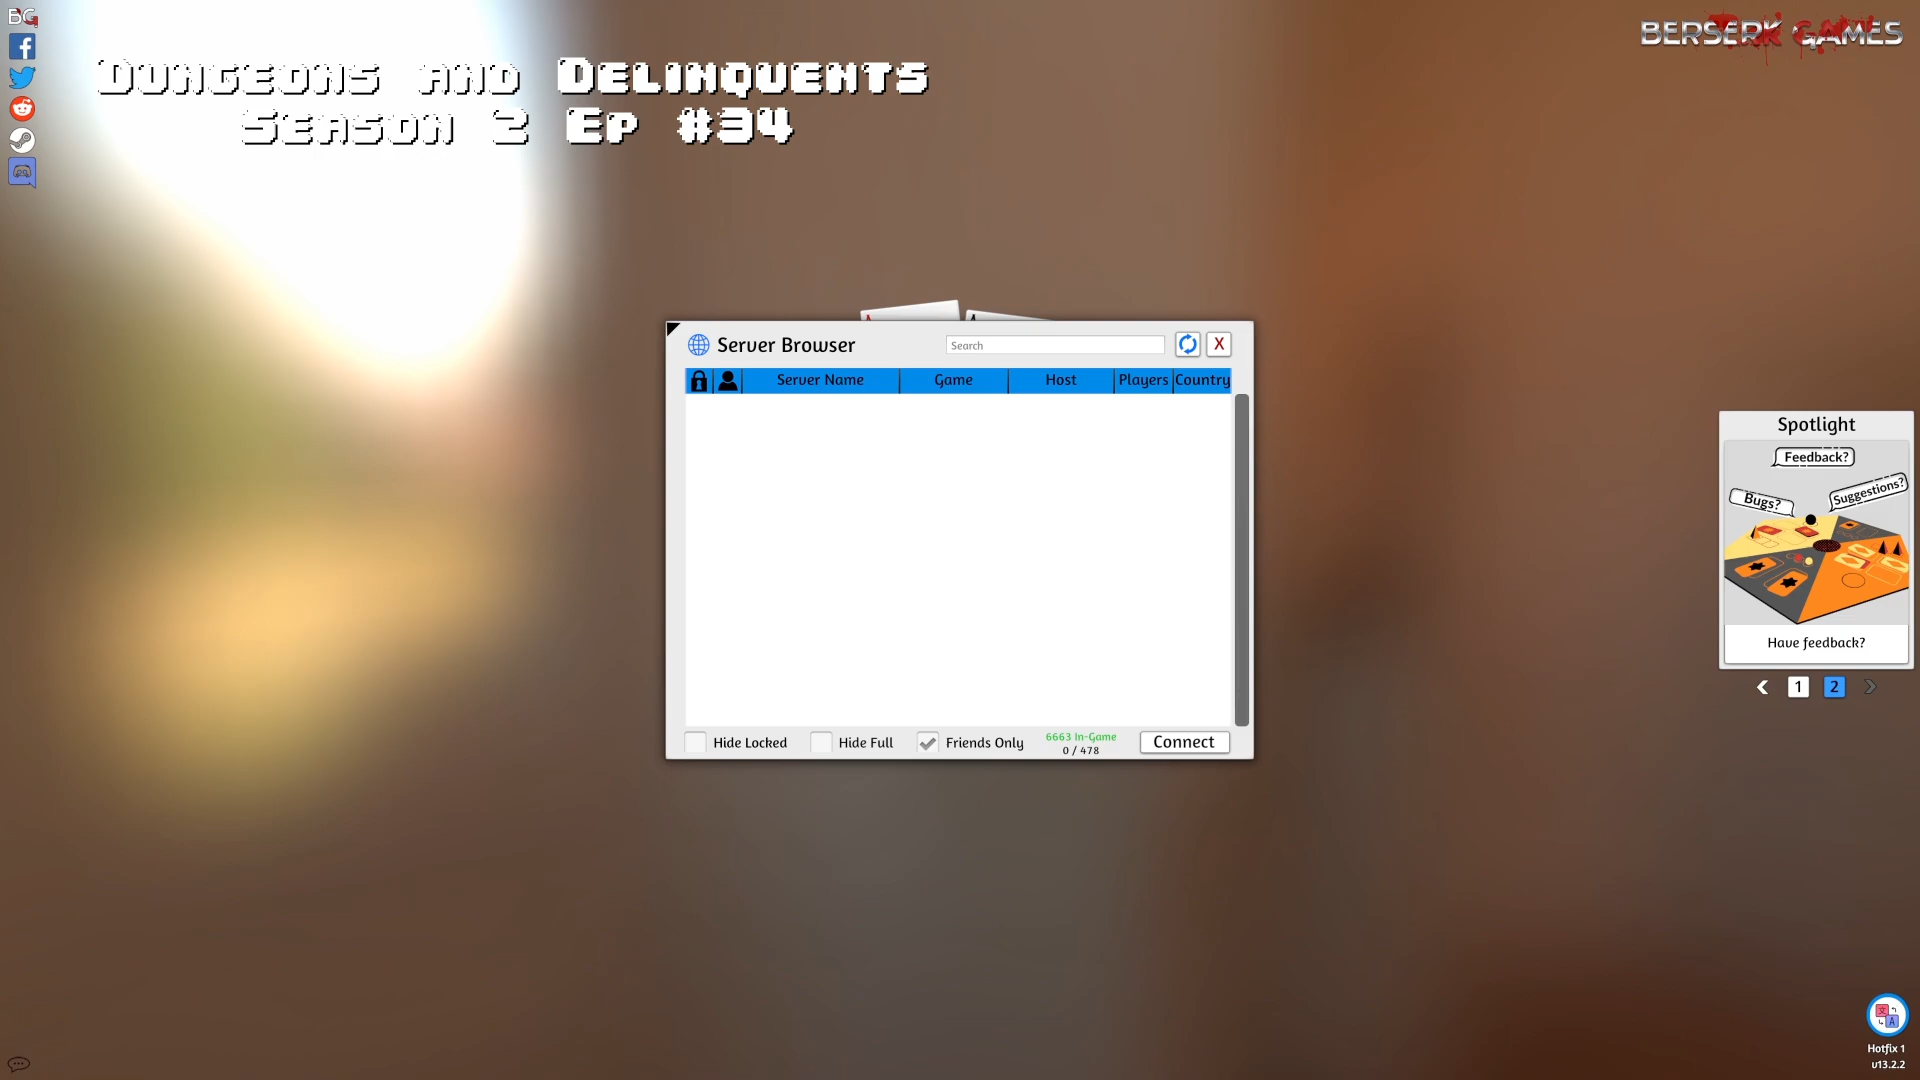 BG
Dungeons and Delinquents
Season 2 Ep #34
BERSERK GAMES
Server Browser
Search
X
Server Name
Game
Host
Players
Country
Hide Locked
Hide Full
Friends Only
6663 In-Game
0 / 478
Connect
Spotlight
Feedback?
Bugs?
Suggestions?
Have feedback?
1
2
Hotfix 1
v13.2.2